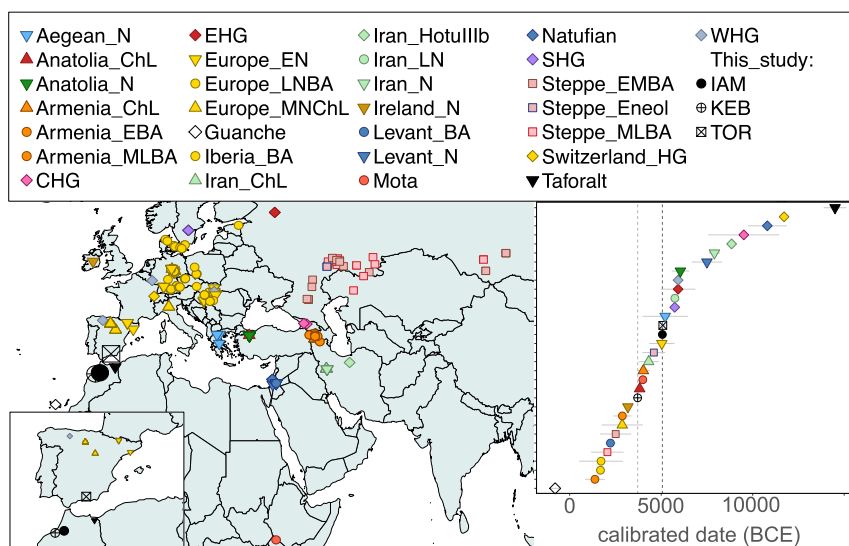 Aegean_N
Anatolia_ChL
Anatolia_N
Armenia_ChL
Armenia_EBA
Armenia_MLBA
CHG
EHG
Europe_EN
Europe_LNBA
Europe_MNChL
Guanche
Iberia_BA
Iran_ChL
Iran_HotuIIIb
Iran_LN
Iran_N
Ireland_N
Levant_BA
Levant_N
Mota
Natufian
SHG
Steppe_EMBA
Steppe_Eneol
Steppe_MLBA
Switzerland_HG
Taforalt
WHG
This_study:
IAM
KEB
TOR
0 5000 10000
calibrated date (BCE)